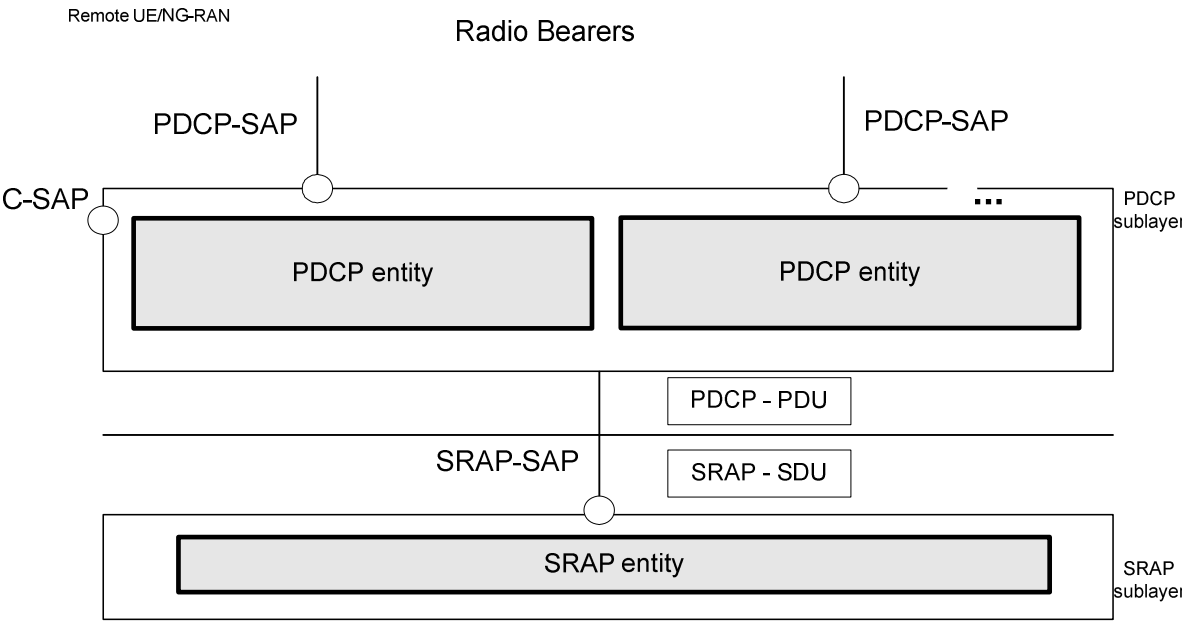 Remote UE/NG-RAN
Radio Bearers
PDCP-SAP
PDCP-SAP
C-SAP
...
PDCP
sublayer
PDCP entity
PDCP entity
PDCP - PDU
SRAP-SAP
SRAP - SDU
SRAP entity
SRAP
sublayer